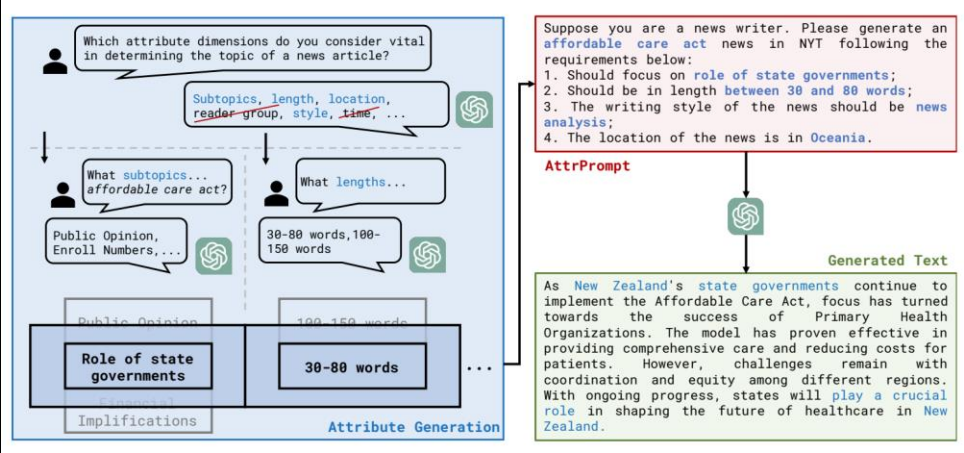 Which attribute dimensions do you consider vital
in determining the topic of a news article?
Subtopics, length, location,
reader group, style, time, ...
What subtopics...
affordable care act?
What lengths...
Public Opinion,
Enroll Numbers,...
30-80 words,100-
150 words
Public Opinion
100-150 words
Role of state
governments
30-80 words
...
Financial
Implifications
Attribute Generation
Suppose you are a news writer. Please generate an
affordable care act news in NYT following the
requirements below:
1. Should focus on role of state governments;
2. Should be in length between 30 and 80 words;
3. The writing style of the news should be news
analysis;
4. The location of the news is in Oceania.
AttrPrompt
Generated Text
As New Zealand's state governments continue to
implement the Affordable Care Act, focus has turned
towards the success of Primary Health
Organizations. The model has proven effective in
providing comprehensive care and reducing costs for
patients. However, challenges remain with
coordination and equity among different regions.
With ongoing progress, states will play a crucial
role in shaping the future of healthcare in New
Zealand.